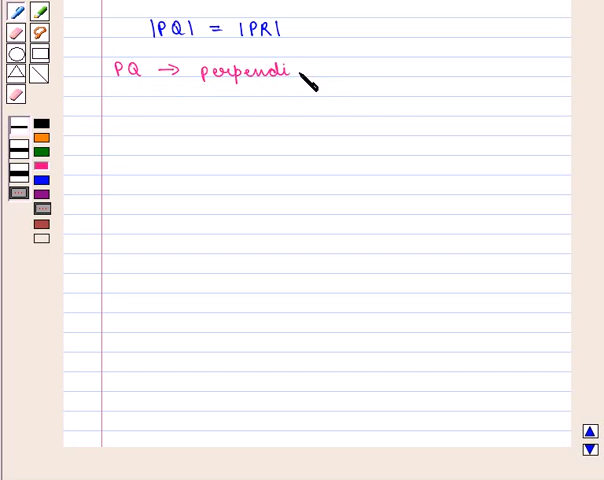 |PQ| = |PR|
PQ → perpendi